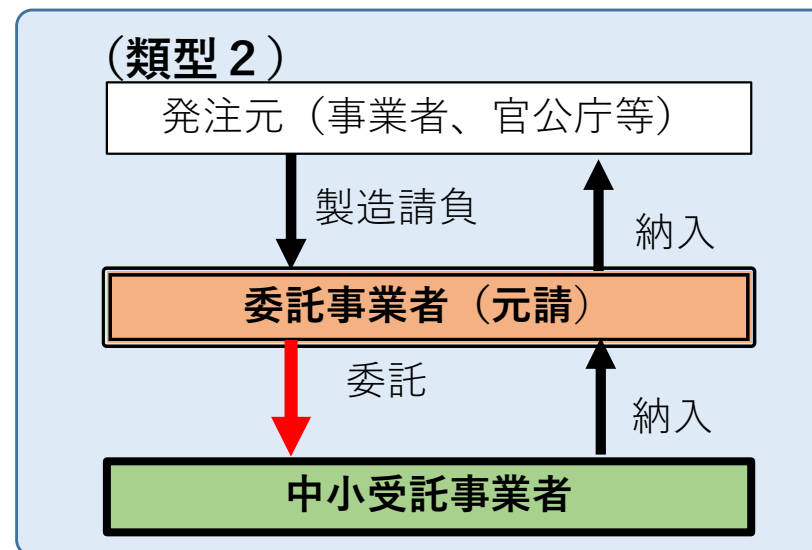 （類型２）
発注元（事業者、官公庁等）
製造請負
納入
委託事業者（元請）
委託
納入
中小受託事業者